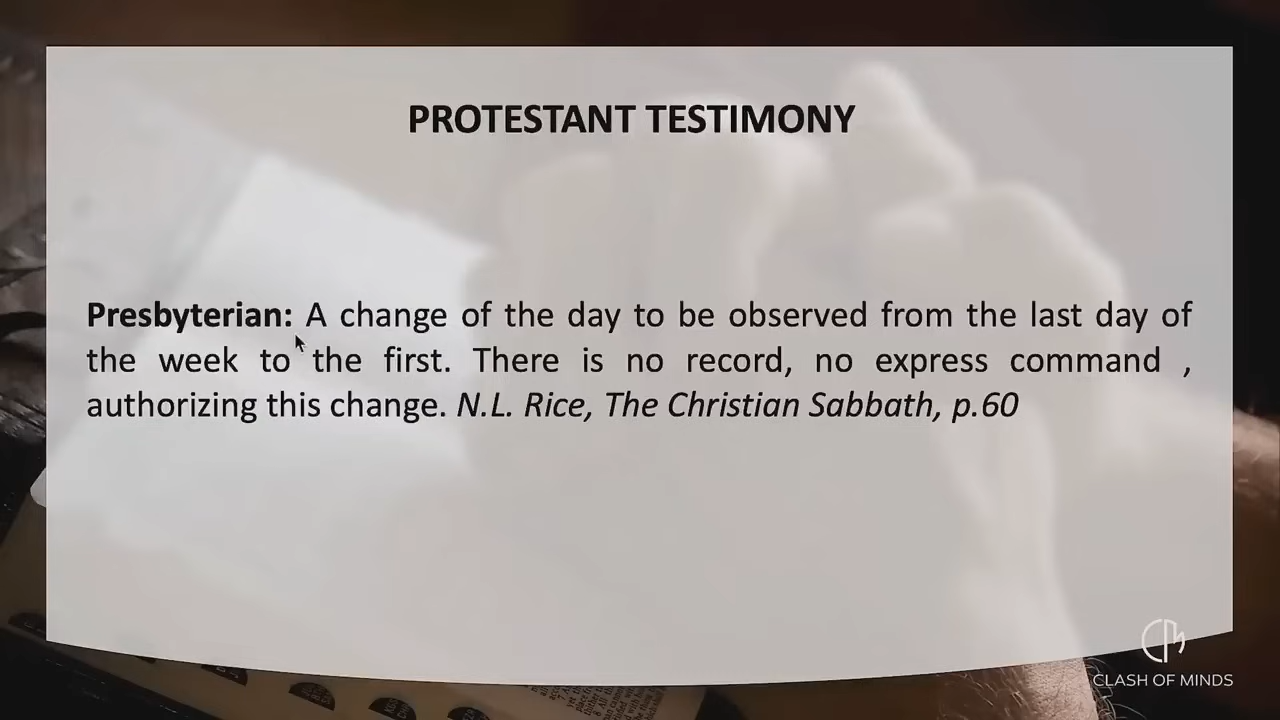 PROTESTANT TESTIMONY
Presbyterian: A change of the day to be observed from the last day of
the week to the first. There is no record, no express command ,
authorizing this change. N.L. Rice, The Christian Sabbath, p.60
CLASH OF MINDS